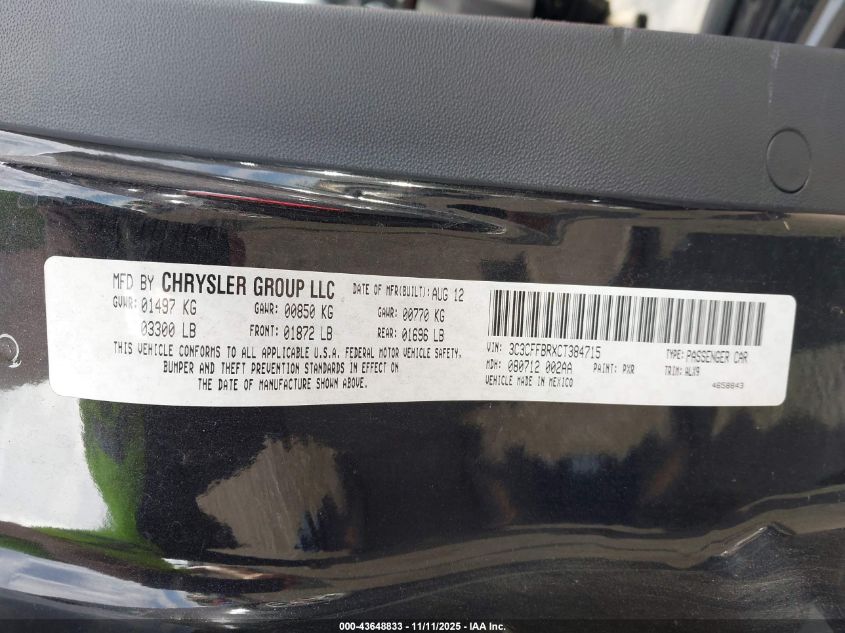 MFD BY CHRYSLER GROUP LLC DATE OF MFR(BUILT): AUG 12
GVWR: 01497 KG GAWR: 00850 KG GAWR: 00770 KG
03300 LB FRONT: 01872 LB REAR: 01696 LB
THIS VEHICLE CONFORMS TO ALL APPLICABLE U.S.A. FEDERAL MOTOR VEHICLE SAFETY,
BUMPER AND THEFT PREVENTION STANDARDS IN EFFECT ON
THE DATE OF MANUFACTURE SHOWN ABOVE.
VIN: 3C3CFFBRXCT384715 TYPE: PASSENGER CAR
MDH: 080712 002AA PAINT: PXR TRIM: ALX9
VEHICLE MADE IN MEXICO 4658843
000-43648833 - 11/11/2025 - IAA Inc.